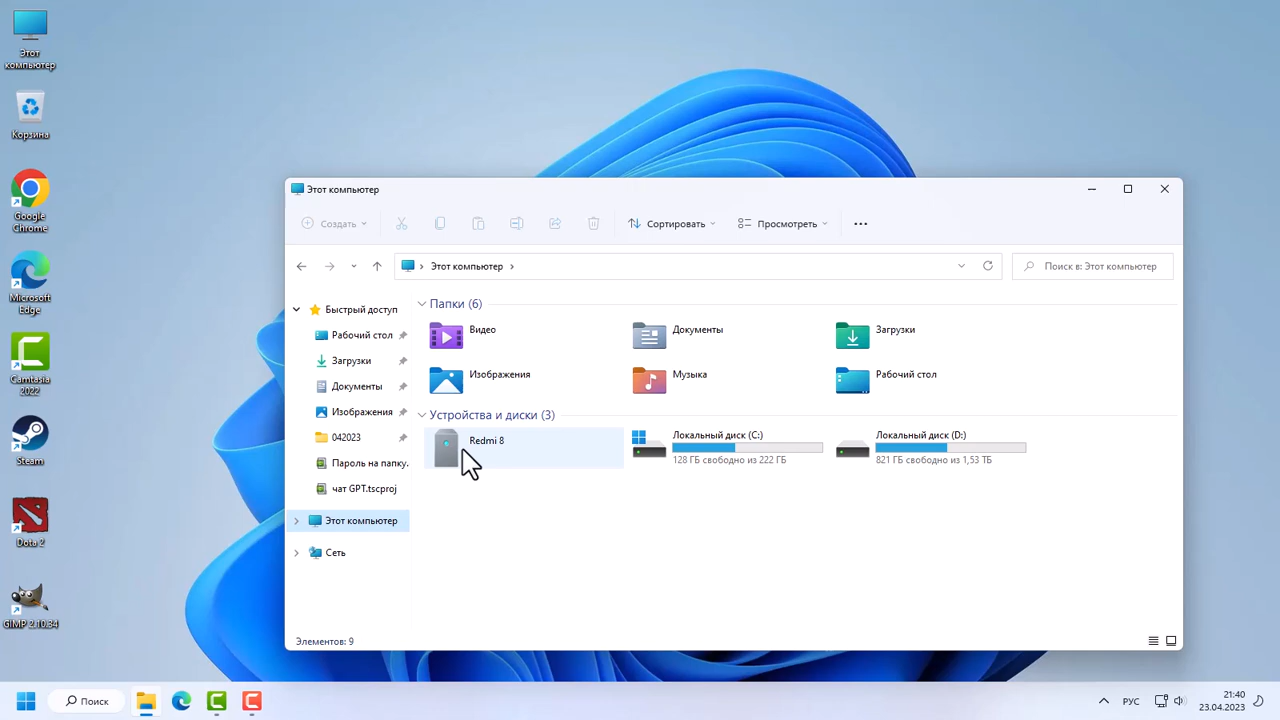 Этот
компьютер
Корзина
Google
Chrome
Microsoft
Edge
Camtasia
2022
Steam
Dota 2
GIMP 2.10.34
Этот компьютер
Создать
Сортировать
Просмотреть
Этот компьютер
Поиск в: Этот компьютер
Быстрый доступ
Рабочий стол
Загрузки
Документы
Изображения
042023
Пароль на папку.
чат GPT.tscproj
Этот компьютер
Сеть
Папки (6)
Видео
Документы
Загрузки
Изображения
Музыка
Рабочий стол
Устройства и диски (3)
Redmi 8
Локальный диск (C:)
128 ГБ свободно из 222 ГБ
Локальный диск (D:)
821 ГБ свободно из 1,53 ТБ
Элементов: 9
Поиск
РУС
21:40
23.04.2023